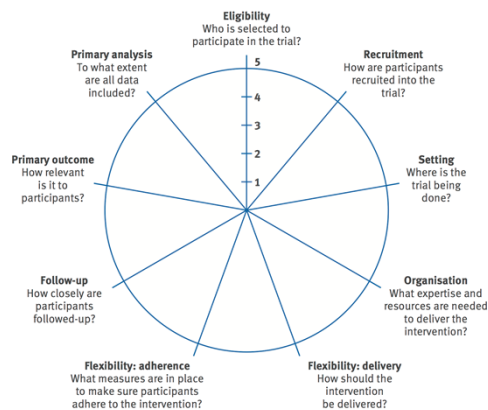 Eligibility
Who is selected to
participate in the trial?
Primary analysis
To what extent
are all data
included?
Recruitment
How are participants
recruited into the
trial?
5
4
3
2
1
Primary outcome
How relevant
is it to
participants?
Setting
Where is the
trial being
done?
Follow-up
How closely are
participants
followed-up?
Organisation
What expertise and
resources are needed
to deliver the
intervention?
Flexibility: adherence
What measures are in place
to make sure participants
adhere to the intervention?
Flexibility: delivery
How should the
intervention
be delivered?